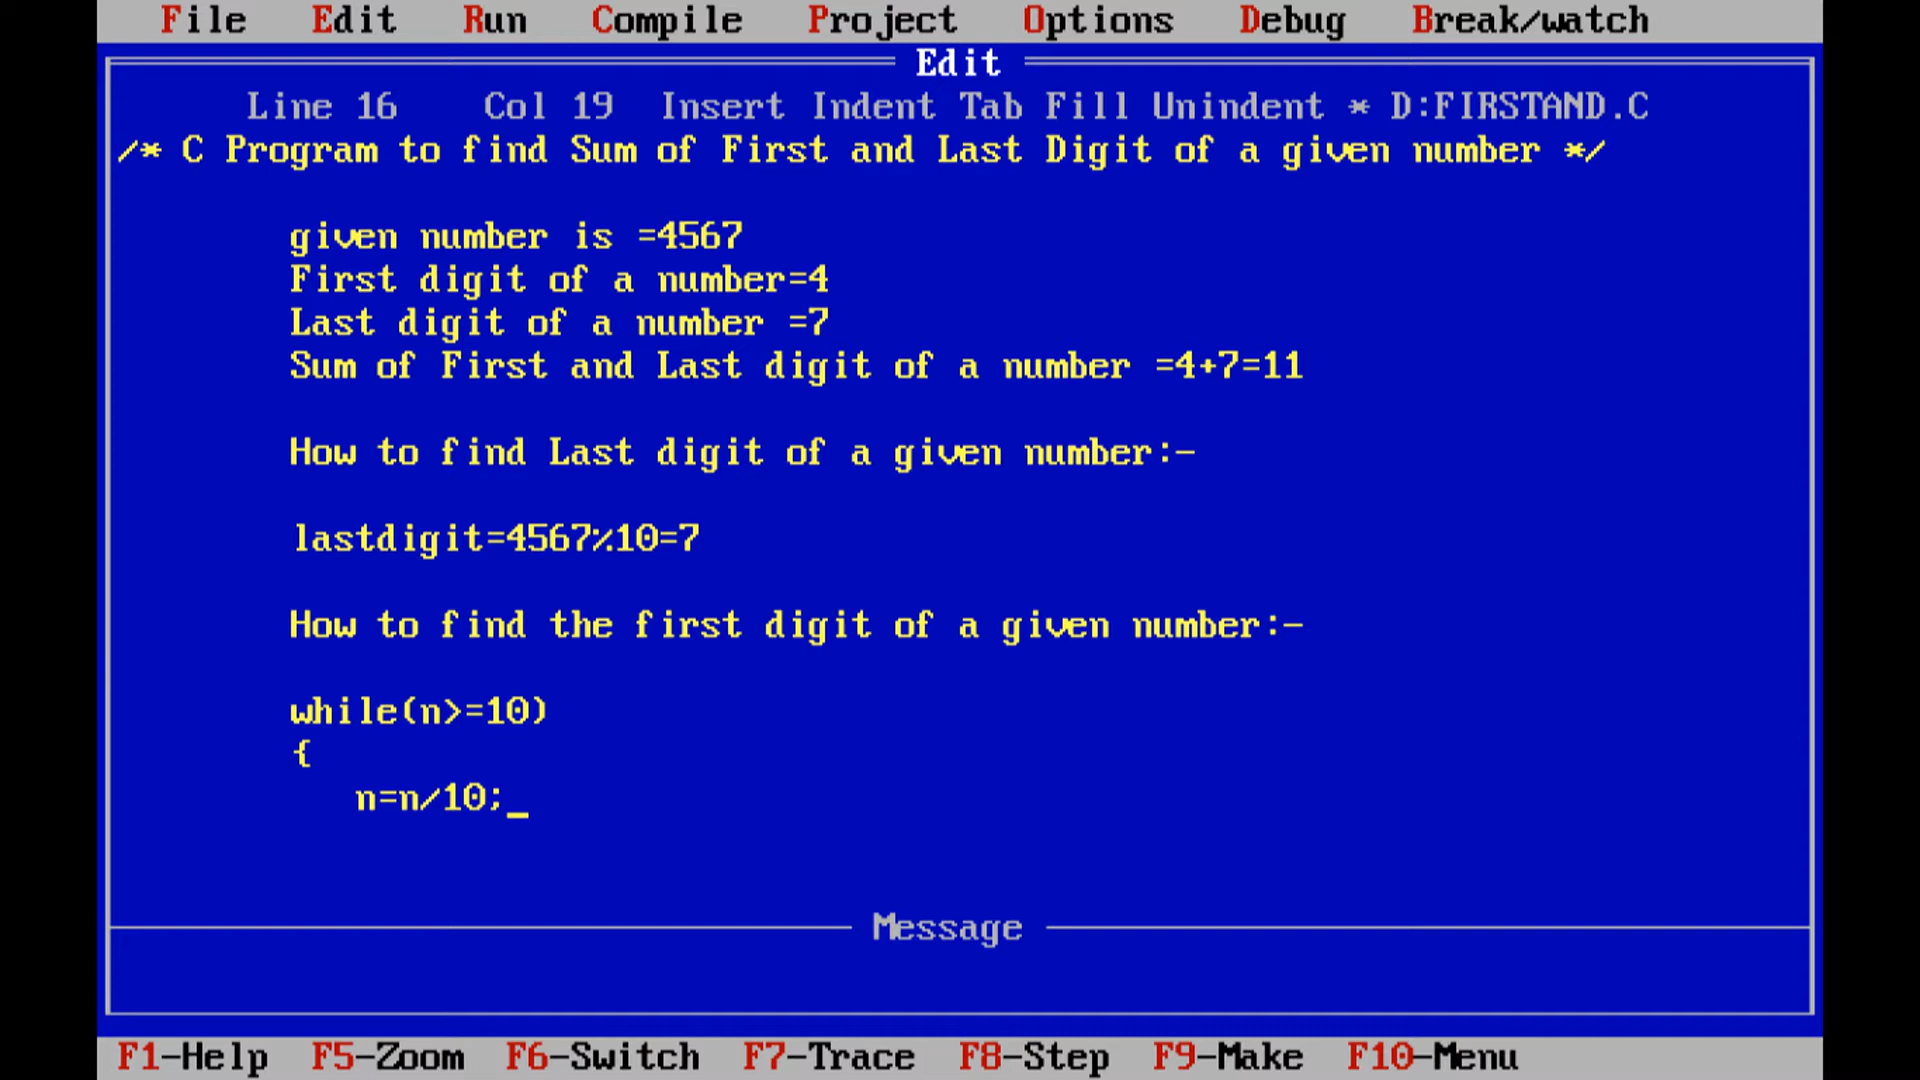 File Edit Run Compile Project Options Debug Break/watch
Edit
Line 16 Col 19 Insert Indent Tab Fill Unindent * D:FIRSTAND.C
/* C Program to find Sum of First and Last Digit of a given number */
given number is =4567
First digit of a number=4
Last digit of a number =7
Sum of First and Last digit of a number =4+7=11
How to find Last digit of a given number:-
lastdigit=4567%10=7
How to find the first digit of a given number:-
while(n>=10)
{
n=n/10;_
Message
F1-Help F5-Zoom F6-Switch F7-Trace F8-Step F9-Make F10-Menu